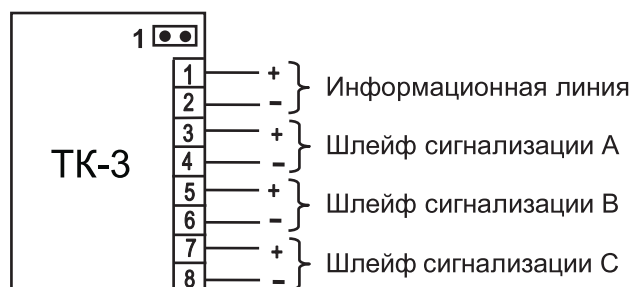 1
1 + Информационная линия
2 -
3 + Шлейф сигнализации А
4 -
ТК-3
5 + Шлейф сигнализации В
6 -
7 + Шлейф сигнализации С
8 -